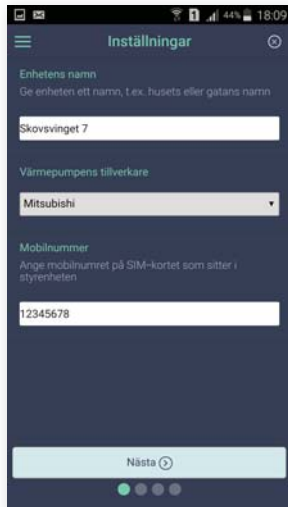 44% 18:09
Inställningar
Enhetens namn
Ge enheten ett namn, t.ex. husets eller gatans namn
Skovsvinget 7
Värmepumpens tillverkare
Mitsubishi
Mobilnummer
Ange mobilnumret på SIM-kortet som sitter i
styrenheten
12345678
Nästa